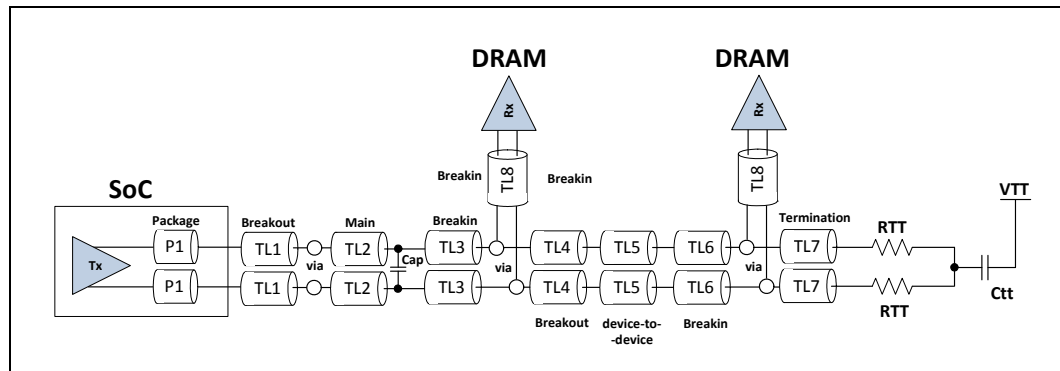 DRAM
DRAM
Rx
Rx
TL8
TL8
Breakin
Breakin
SoC
VTT
Package
Breakout
Main
Breakin
Termination
RTT
Tx
P1
TL1
via
TL2
Cap
TL3
via
TL4
TL5
TL6
via
TL7
P1
TL1
via
TL2
TL3
TL4
TL5
TL6
TL7
Ctt
RTT
Breakout
device-to-
-device
Breakin